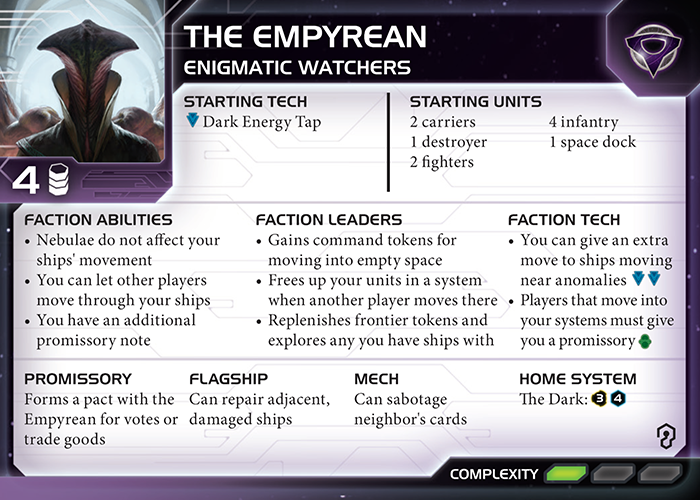 THE EMPYREAN
ENIGMATIC WATCHERS
4
STARTING TECH
Dark Energy Tap
STARTING UNITS
2 carriers
1 destroyer
2 fighters
4 infantry
1 space dock
FACTION ABILITIES
• Nebulae do not affect your
ships' movement
• You can let other players
move through your ships
• You have an additional
promissory note
FACTION LEADERS
• Gains command tokens for
moving into empty space
• Frees up your units in a system
when another player moves there
• Replenishes frontier tokens and
explores any you have ships with
FACTION TECH
• You can give an extra
move to ships moving
near anomalies
• Players that move into
your systems must give
you a promissory
PROMISSORY
Forms a pact with the
Empyrean for votes or
trade goods
FLAGSHIP
Can repair adjacent,
damaged ships
MECH
Can sabotage
neighbor's cards
HOME SYSTEM
The Dark: 3 4
COMPLEXITY